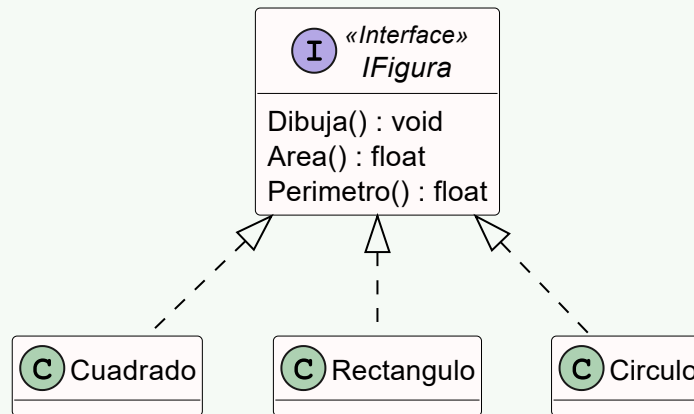 I «Interface»
IFigura
Dibuja() : void
Area() : float
Perimetro() : float
C Cuadrado
C Rectangulo
C Circulo